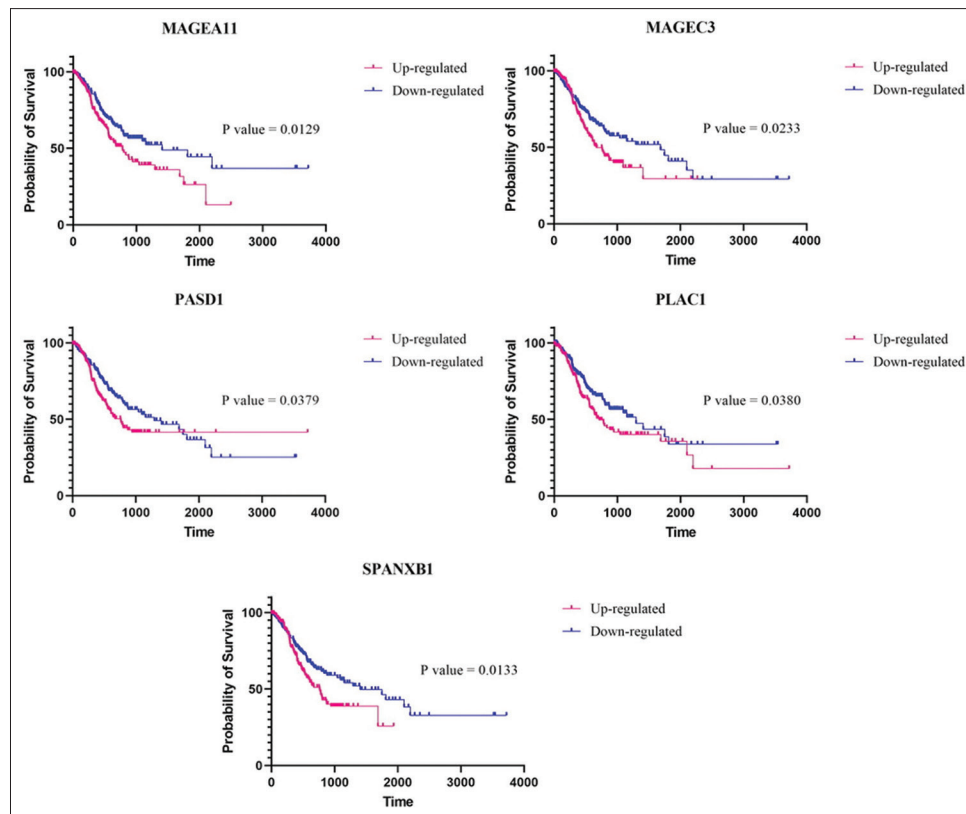 MAGEA11
Up-regulated
Down-regulated
P value = 0.0129
Probability of Survival
100
50
0
0 1000 2000 3000 4000
Time
MAGEC3
Up-regulated
Down-regulated
P value = 0.0233
Probability of Survival
100
50
0
0 1000 2000 3000 4000
Time
PASD1
Up-regulated
Down-regulated
P value = 0.0379
Probability of Survival
100
50
0
0 1000 2000 3000 4000
Time
PLAC1
Up-regulated
Down-regulated
P value = 0.0380
Probability of Survival
100
50
0
0 1000 2000 3000 4000
Time
SPANXB1
Up-regulated
Down-regulated
P value = 0.0133
Probability of Survival
100
50
0
0 1000 2000 3000 4000
Time